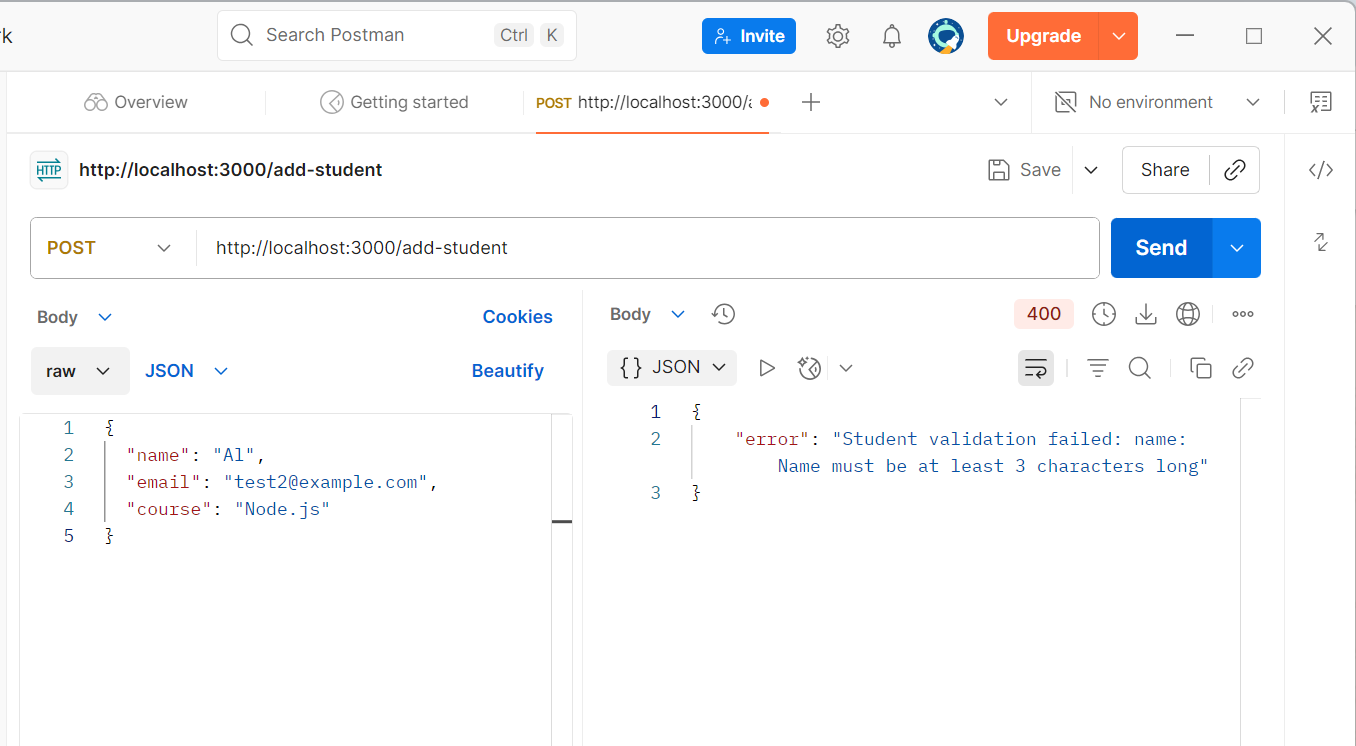 rk
Search Postman Ctrl K Invite Upgrade
Overview Getting started POST http://localhost:3000/a No environment
HTTP http://localhost:3000/add-student Save Share
POST http://localhost:3000/add-student Send
Body Cookies
raw JSON Beautify
1 {
2 "name": "Al",
3 "email": "test2@example.com",
4 "course": "Node.js"
5 }
Body 400
{} JSON
1 {
2 "error": "Student validation failed: name:
Name must be at least 3 characters long"
3 }